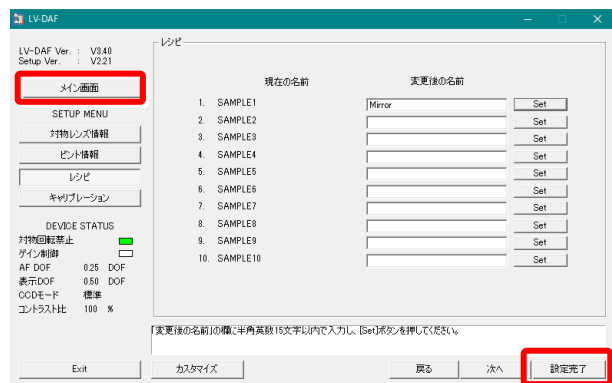 LV-DAF
LV-DAF Ver. : V3.40
Setup Ver. : V2.21
メイン画面
SETUP MENU
対物レンズ情報
ピント情報
レシピ
キャリブレーション
DEVICE STATUS
対物回転禁止
ゲイン制御
AF DOF 0.25 DOF
表示DOF 0.50 DOF
CCDモード 標準
コントラスト比 100 %
Exit
レシピ
現在の名前 変更後の名前
1. SAMPLE1 Mirror Set
2. SAMPLE2 Set
3. SAMPLE3 Set
4. SAMPLE4 Set
5. SAMPLE5 Set
6. SAMPLE6 Set
7. SAMPLE7 Set
8. SAMPLE8 Set
9. SAMPLE9 Set
10. SAMPLE10 Set
「変更後の名前」の欄に半角英数15文字以内で入力し、[Set]ボタンを押してください。
カスタマイズ 戻る 次へ 設定完了